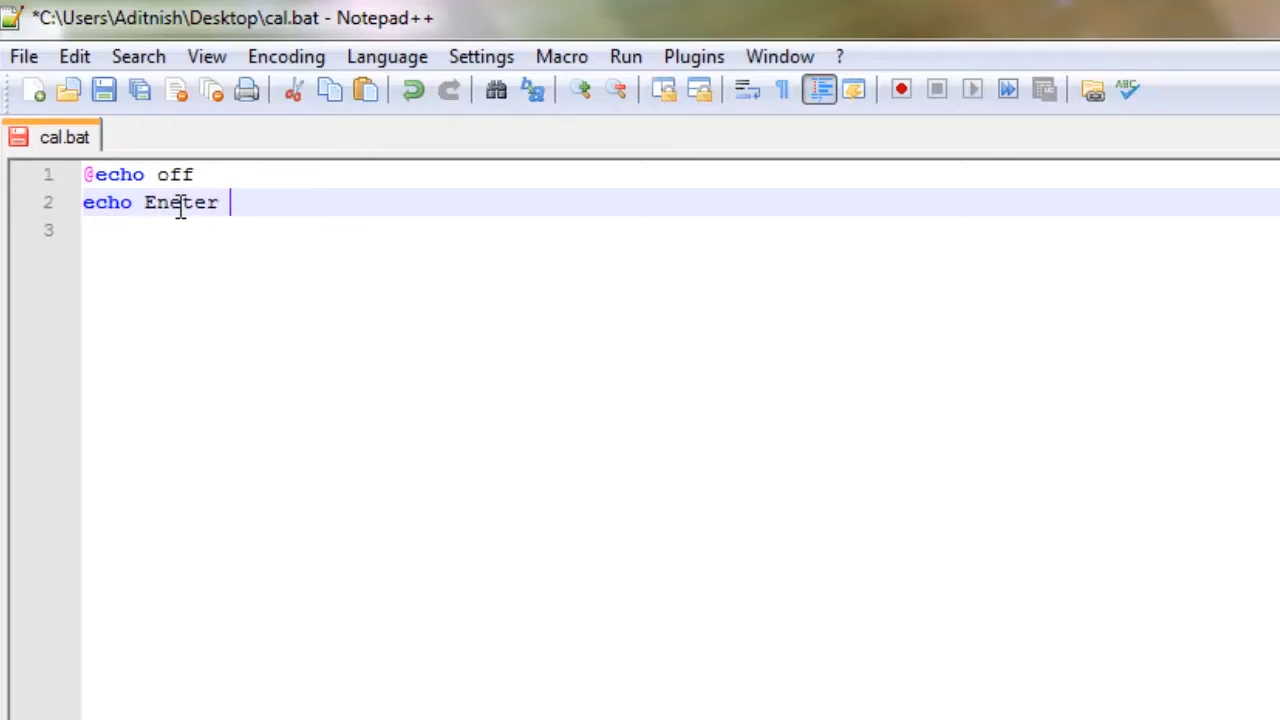 *C:\Users\Aditnish\Desktop\cal.bat - Notepad++
File Edit Search View Encoding Language Settings Macro Run Plugins Window ?
ABC
cal.bat
1 @echo off
2 echo Eneter
3